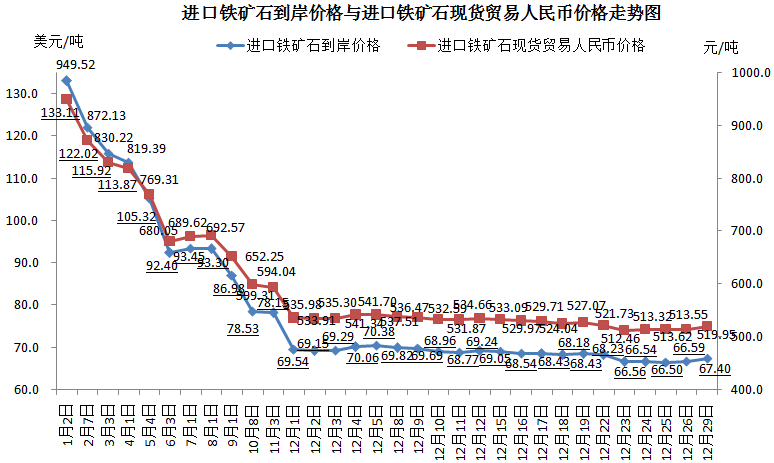 进口铁矿石到岸价格与进口铁矿石现货贸易人民币价格走势图
美元/吨
进口铁矿石到岸价格
进口铁矿石现货贸易人民币价格
元/吨
130.0
120.0
110.0
100.0
90.0
80.0
70.0
60.0
1000.0
900.0
800.0
700.0
600.0
500.0
400.0
949.52
872.13
830.22
819.39
769.31
680.05
689.62
692.57
652.25
599.31
594.04
535.98
533.91
535.30
541.34
541.70
537.51
536.47
532.59
531.87
534.66
533.09
529.97
529.71
524.04
527.07
521.73
512.46
513.32
513.62
513.55
519.95
133.11
122.02
115.92
113.87
105.32
92.40
93.45
93.30
86.98
78.53
78.15
69.54
69.15
69.29
70.06
70.38
69.82
69.69
68.96
68.77
69.24
69.05
68.54
68.43
68.18
68.43
68.23
66.56
66.54
66.50
66.59
67.40
1月2日
2月7日
3月3日
4月1日
5月4日
6月3日
7月1日
8月1日
9月1日
10月8日
11月3日
12月1日
12月2日
12月3日
12月4日
12月5日
12月8日
12月9日
12月10日
12月11日
12月12日
12月15日
12月16日
12月17日
12月18日
12月19日
12月22日
12月23日
12月24日
12月25日
12月26日
12月29日